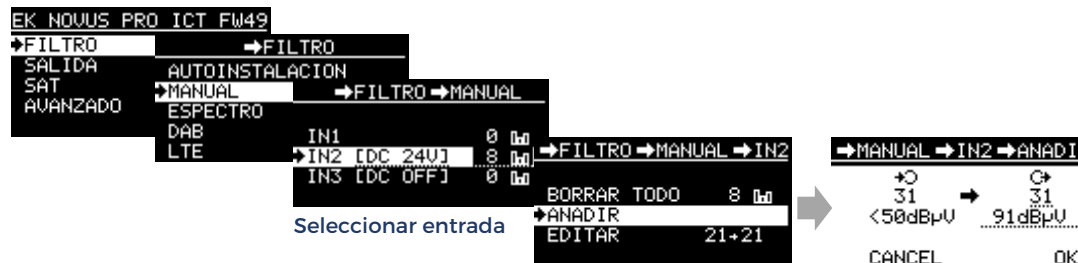 EK NOVUS PRO ICT FW49
➔FILTRO
SALIDA
SAT
AVANZADO
➔FILTRO
AUTOINSTALACION
➔MANUAL
ESPECTRO
DAB
LTE
➔FILTRO➔MANUAL
IN1 0
➔IN2 [DC 24V] 8
IN3 [DC OFF] 0
Seleccionar entrada
➔FILTRO➔MANUAL➔IN2
BORRAR TODO 8
➔ANADIR
EDITAR 21→21
➔MANUAL➔IN2➔ANADI
31 ➔ 31
<50dBµV 91dBµV
CANCEL OK